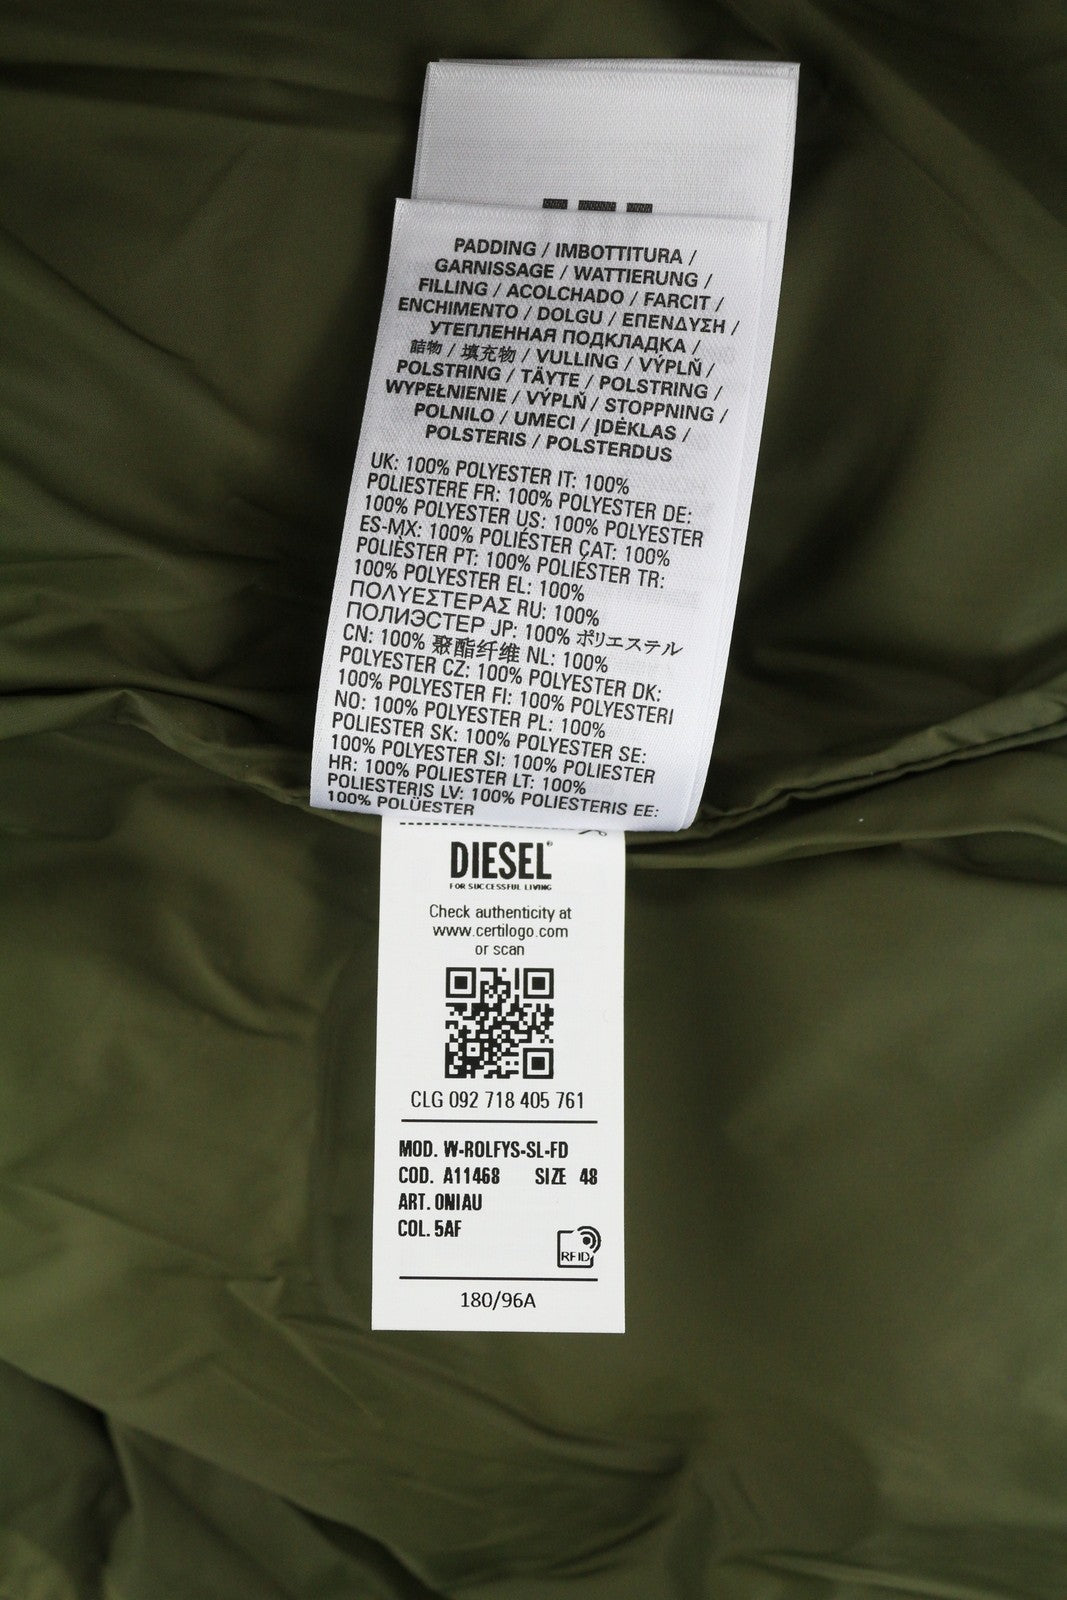 PADDING / IMBOTTITURA /
GARNISSAGE / WATTIERUNG /
FILLING / ACOLCHADO / FARCIT /
ENCHIMENTO / DOLGU / ΕΠΕΝΔΥΣΗ /
УТЕПЛЕННАЯ ПОДКЛАДКА /
詰物 / 填充物 / VULLING / VÝPLŇ /
POLSTRING / TÄYTE / POLSTRING /
WYPEŁNIENIE / VÝPLŇ / STOPPNING /
POLNILO / UMECI / ĮDĖKLAS /
POLSTERIS / POLSTERDUS
UK: 100% POLYESTER IT: 100%
POLIESTERE FR: 100% POLYESTER DE:
100% POLYESTER US: 100% POLYESTER
ES-MX: 100% POLIÉSTER CAT: 100%
POLIÈSTER PT: 100% POLIÉSTER TR:
100% POLYESTER EL: 100%
ΠΟΛΥΕΣΤΕΡΑΣ RU: 100%
ПОЛИЭСТЕР JP: 100% ポリエステル
CN: 100% 聚酯纤维 NL: 100%
POLYESTER CZ: 100% POLYESTER DK:
100% POLYESTER FI: 100% POLYESTERI
NO: 100% POLYESTER PL: 100%
POLIESTER SK: 100% POLYESTER SE:
100% POLYESTER SI: 100% POLIESTER
HR: 100% POLIESTER LT: 100%
POLIESTERIS LV: 100% POLIESTERIS EE:
100% POLÜESTER
DIESEL®
FOR SUCCESSFUL LIVING
Check authenticity at
www.certilogo.com
or scan
CLG 092 718 405 761
MOD. W-ROLFYS-SL-FD
COD. A11468 SIZE 48
ART. 0NIAU
COL. 5AF
RFID
180/96A